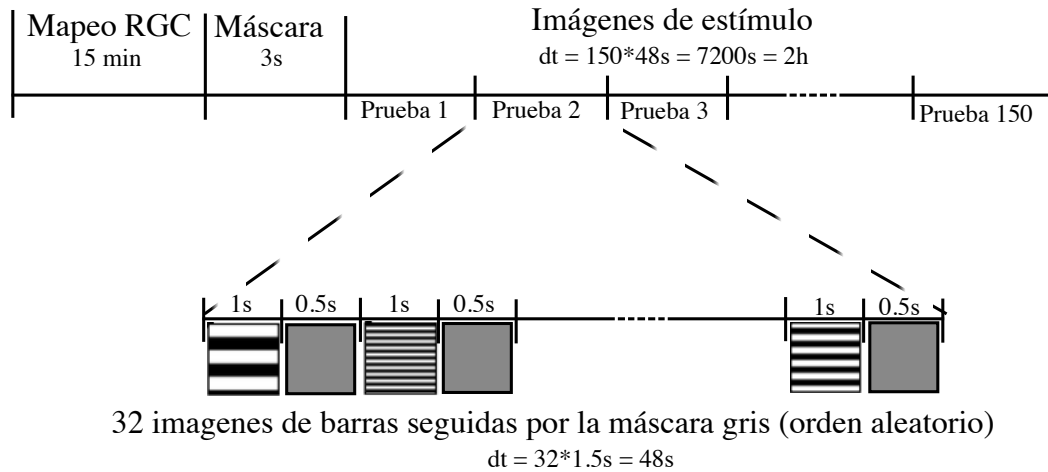 Mapeo RGC
15 min
Máscara
3s
Imágenes de estímulo
dt = 150*48s = 7200s = 2h
Prueba 1
Prueba 2
Prueba 3
Prueba 150
1s
0.5s
1s
0.5s
1s
0.5s
32 imagenes de barras seguidas por la máscara gris (orden aleatorio)
dt = 32*1.5s = 48s